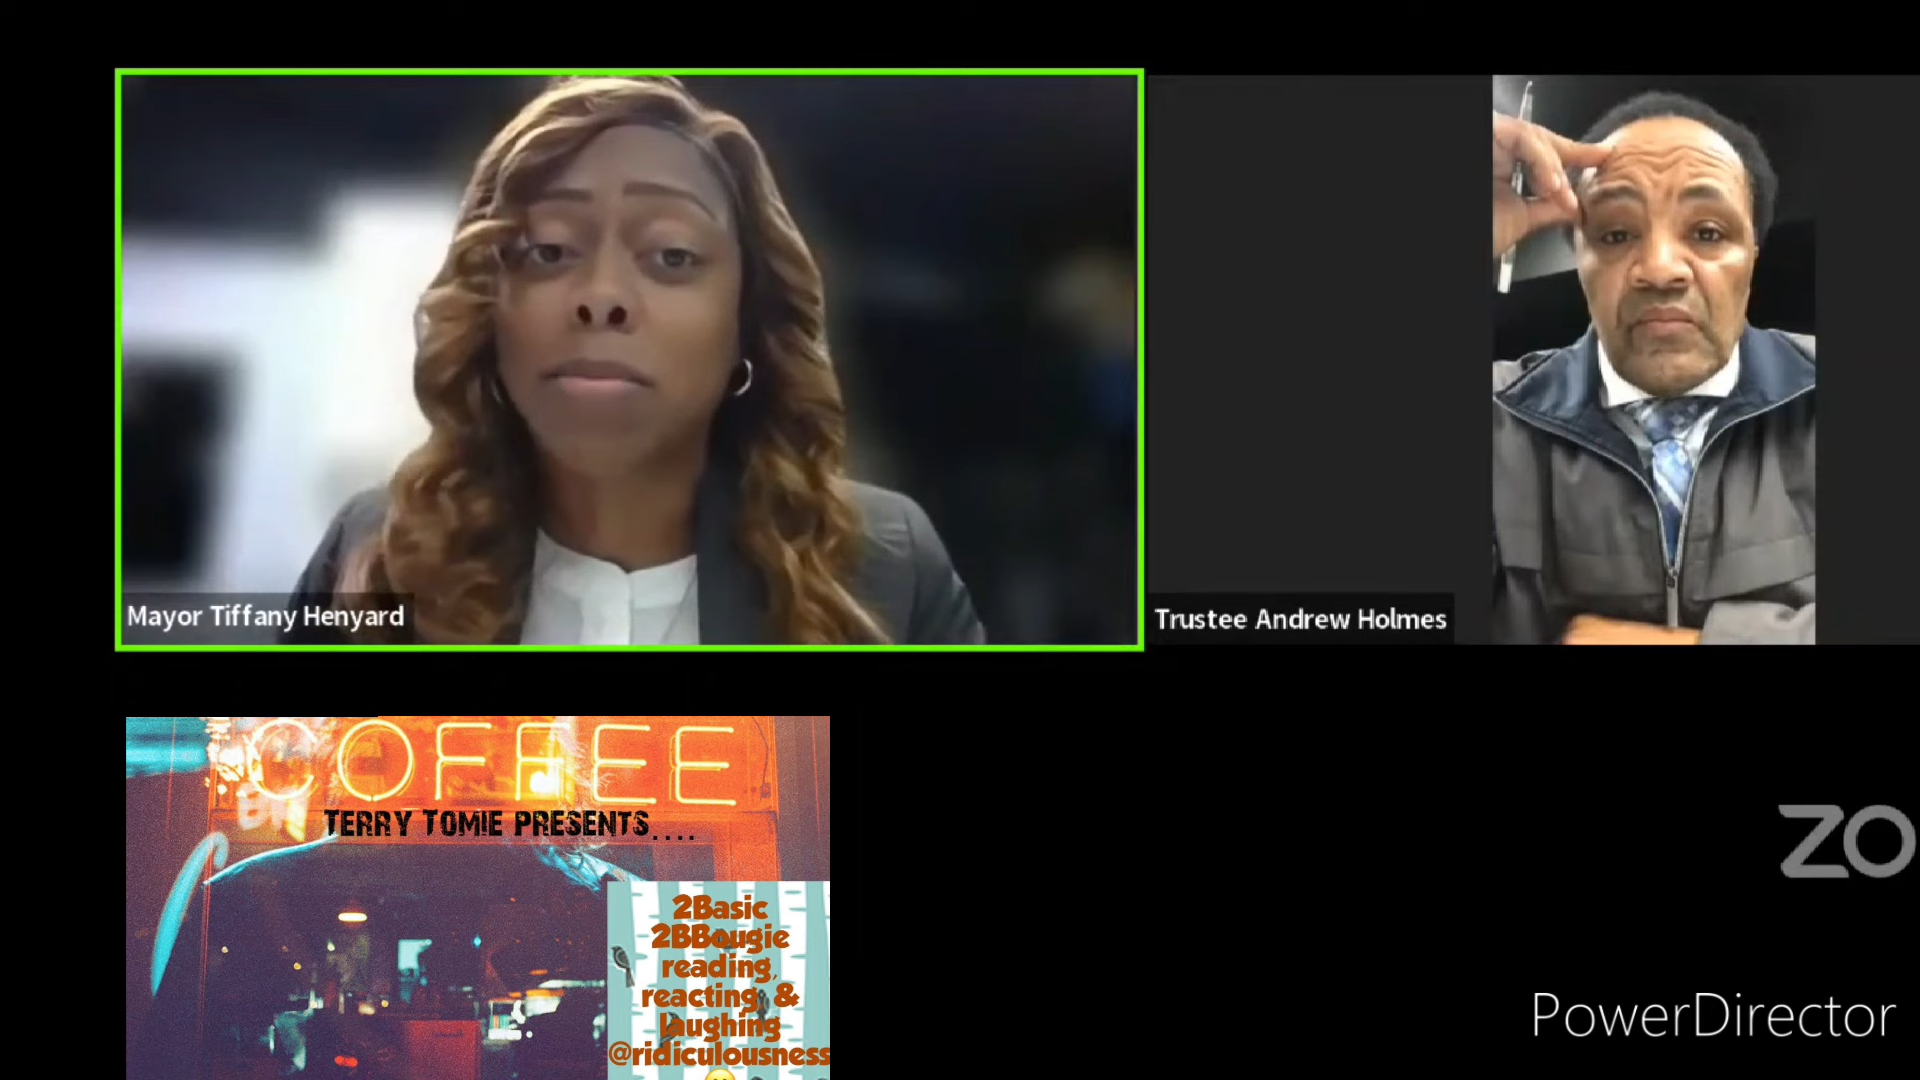 Mayor Tiffany Henyard
Trustee Andrew Holmes
COFFEE
TERRY TOMIE PRESENTS....
2Basic
2BBougie
reading,
reacting, &
laughing
@ridiculousness
ZO
PowerDirector